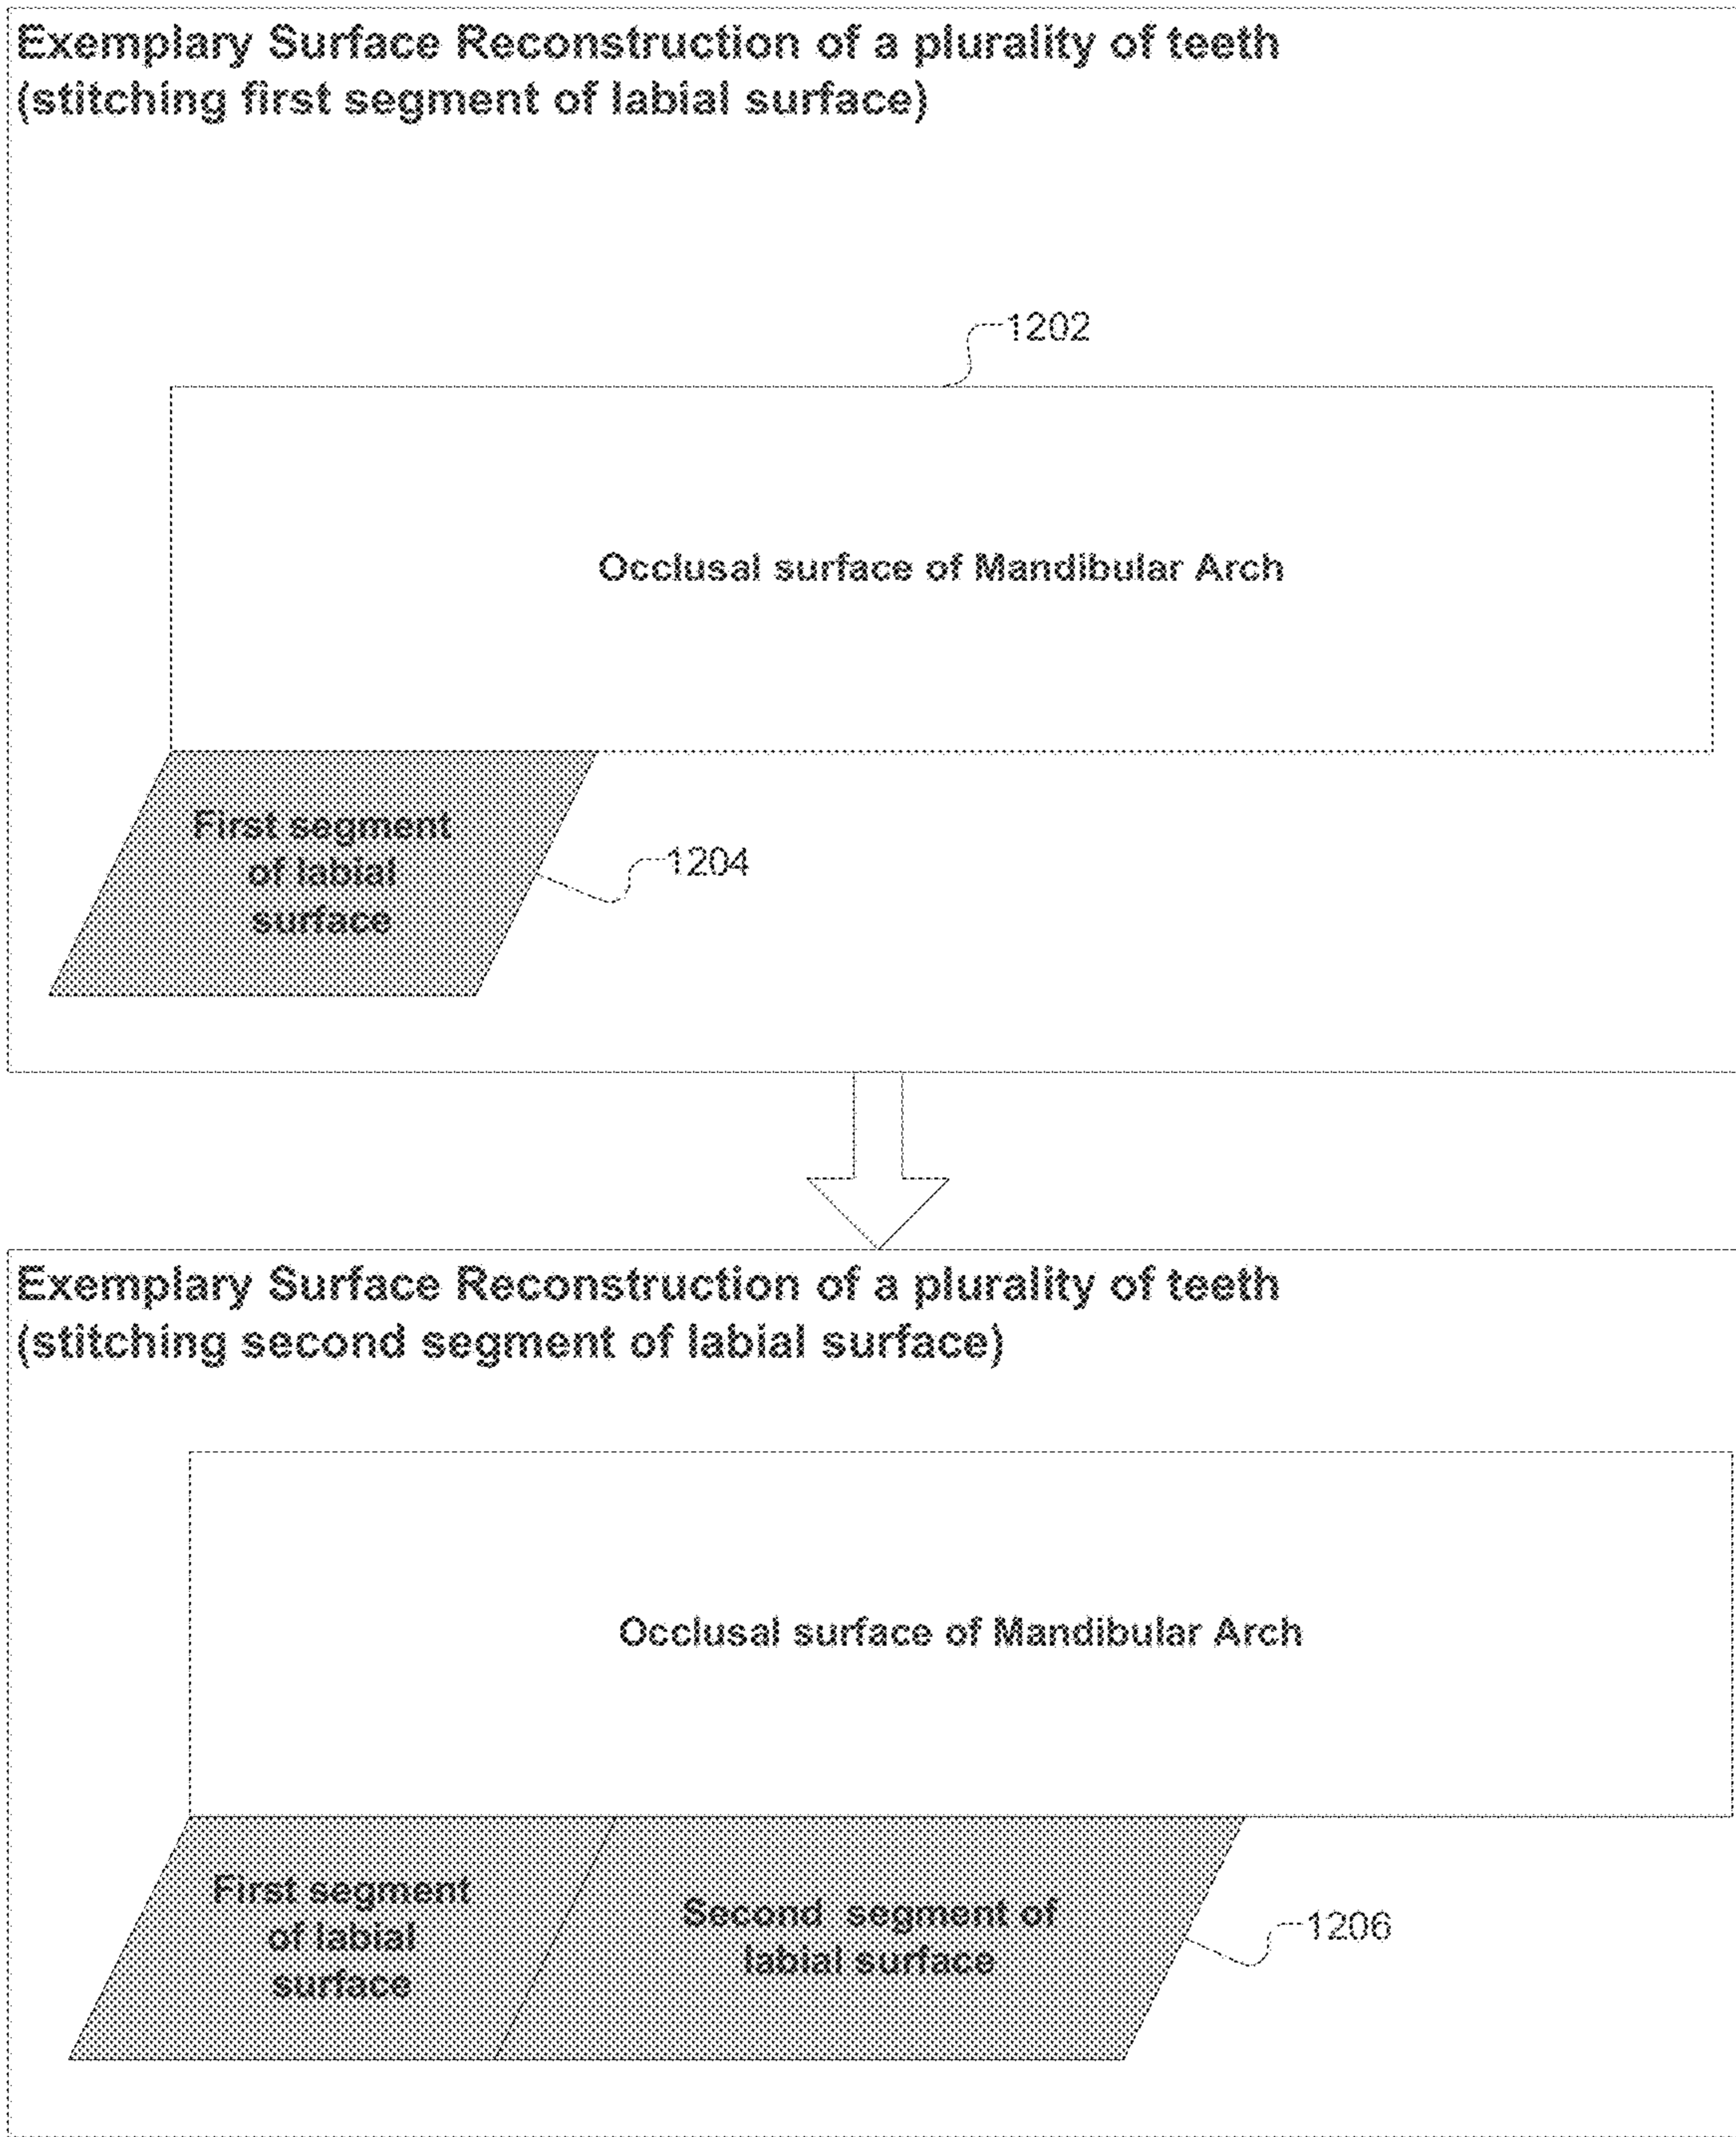 Exemplary Surface Reconstruction of a plurality of teeth
(stitching first segment of labial surface)
1202
Occlusal surface of Mandibular Arch
First segment
of labial
surface
1204
Exemplary Surface Reconstruction of a plurality of teeth
(stitching second segment of labial surface)
Occlusal surface of Mandibular Arch
First segment
of labial
surface
Second segment of
labial surface
1206